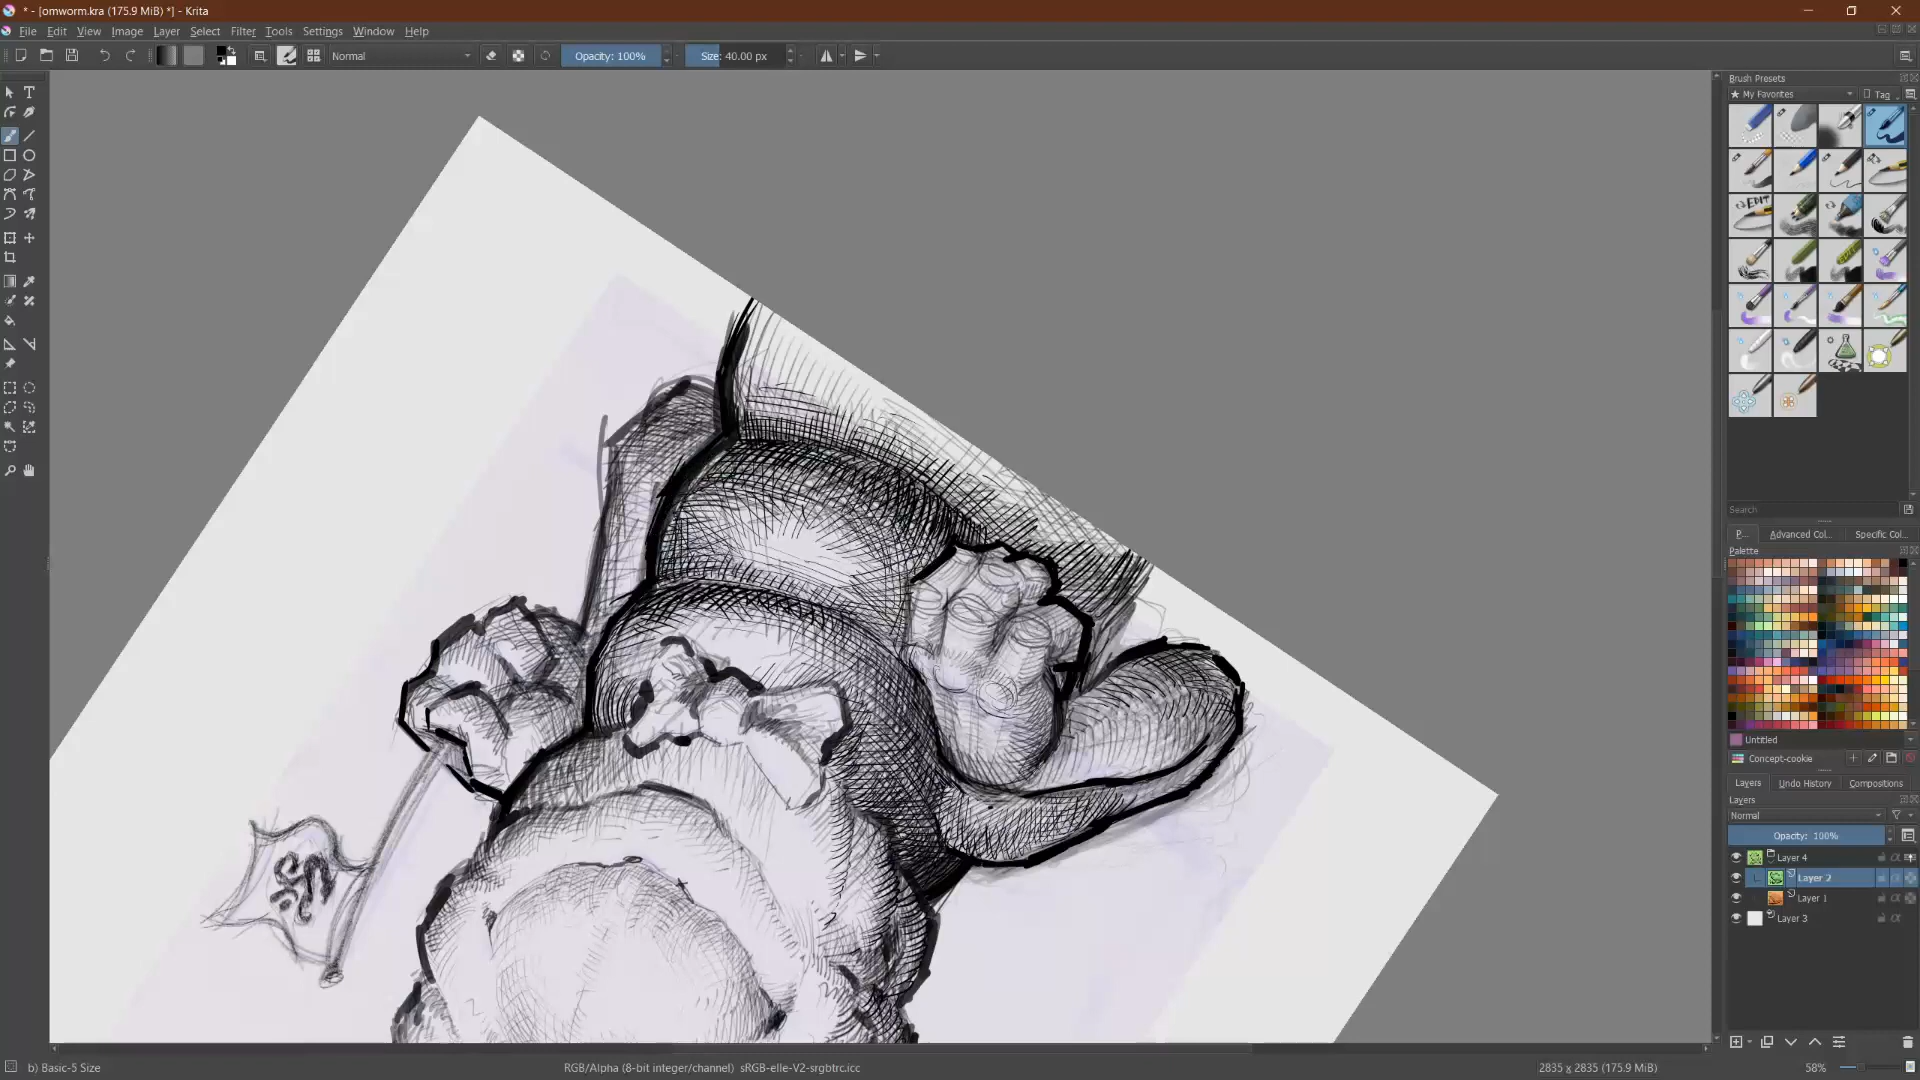 * - [omworm.kra (175.9 MiB) *] - Krita
File Edit View Image Layer Select Filter Tools Settings Window Help
Normal Opacity: 100% Size: 40.00 px
Brush Presets
My Favorites Tag
EDIT
Search
P... Advanced Col... Specific Col...
Palette
Untitled
Concept-cookie
Layers Undo History Compositions
Layers
Normal
Opacity: 100%
Layer 4
Layer 2
Layer 1
Layer 3
b) Basic-5 Size RGB/Alpha (8-bit integer/channel) sRGB-elle-V2-srgbtrc.icc 2835 x 2835 (175.9 MiB) 58%